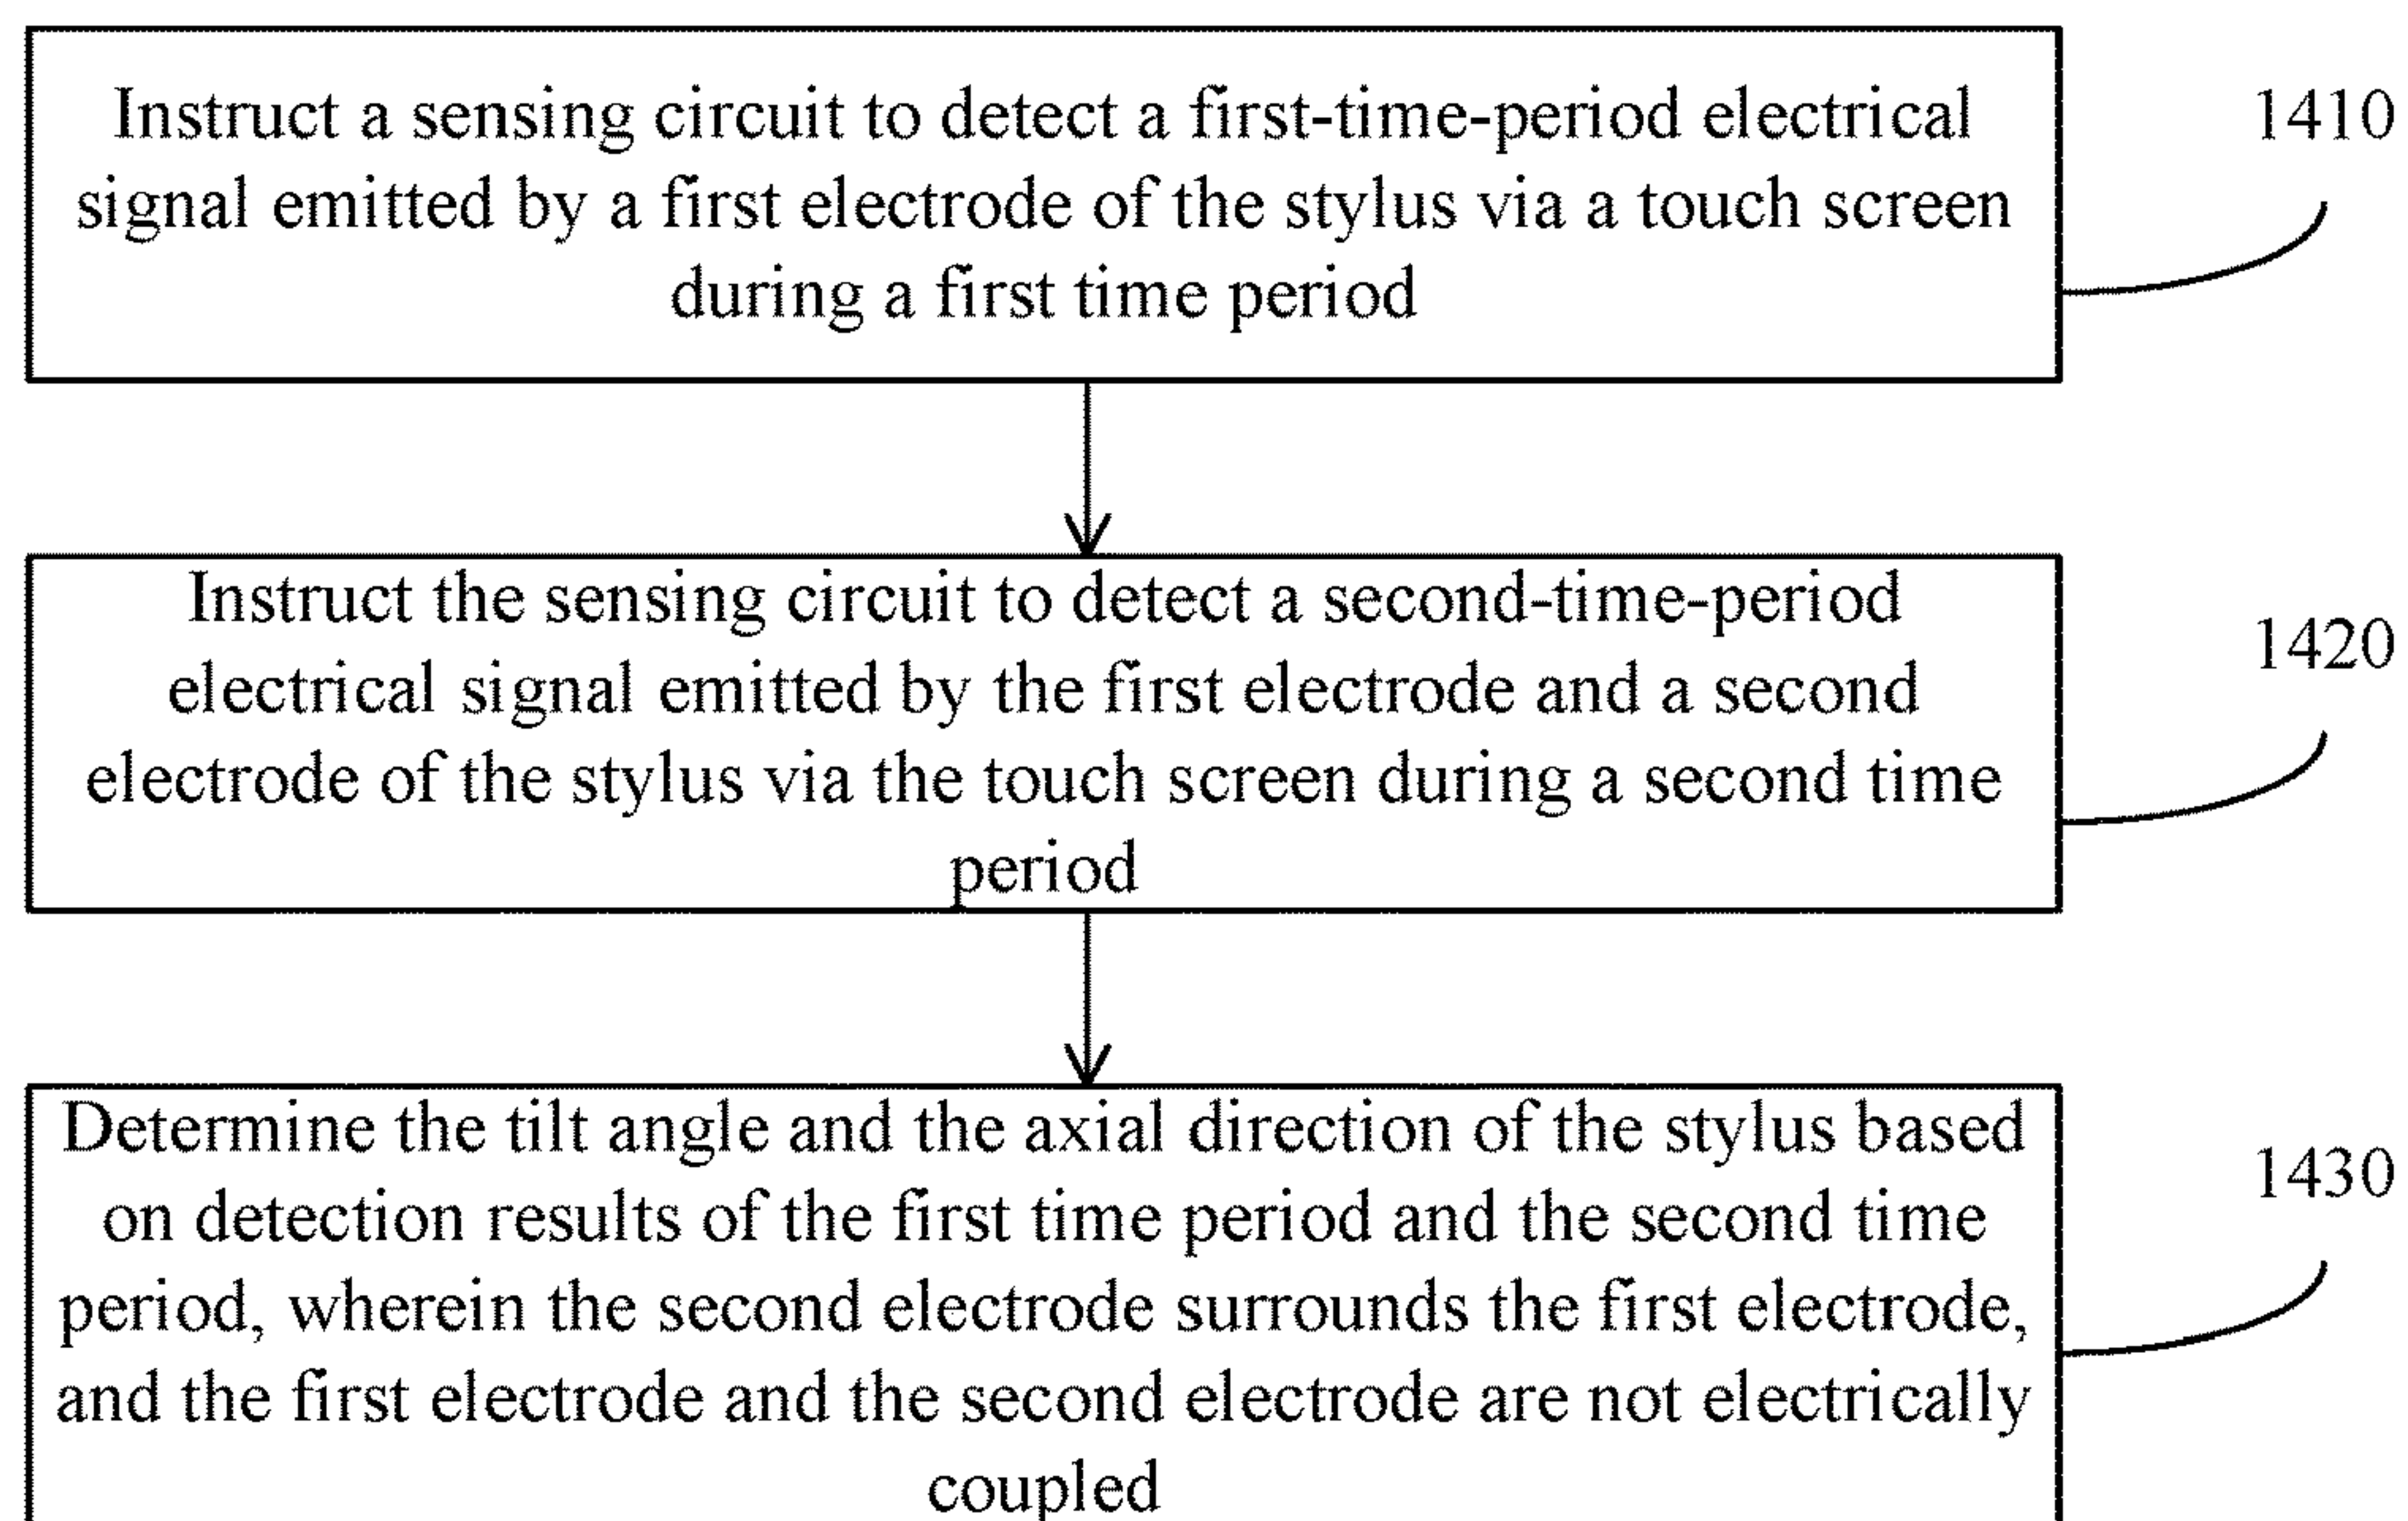 Instruct a sensing circuit to detect a first-time-period electrical
signal emitted by a first electrode of the stylus via a touch screen
during a first time period
1410
Instruct the sensing circuit to detect a second-time-period
electrical signal emitted by the first electrode and a second
electrode of the stylus via the touch screen during a second time
period
1420
Determine the tilt angle and the axial direction of the stylus based
on detection results of the first time period and the second time
period, wherein the second electrode surrounds the first electrode,
and the first electrode and the second electrode are not electrically
coupled
1430